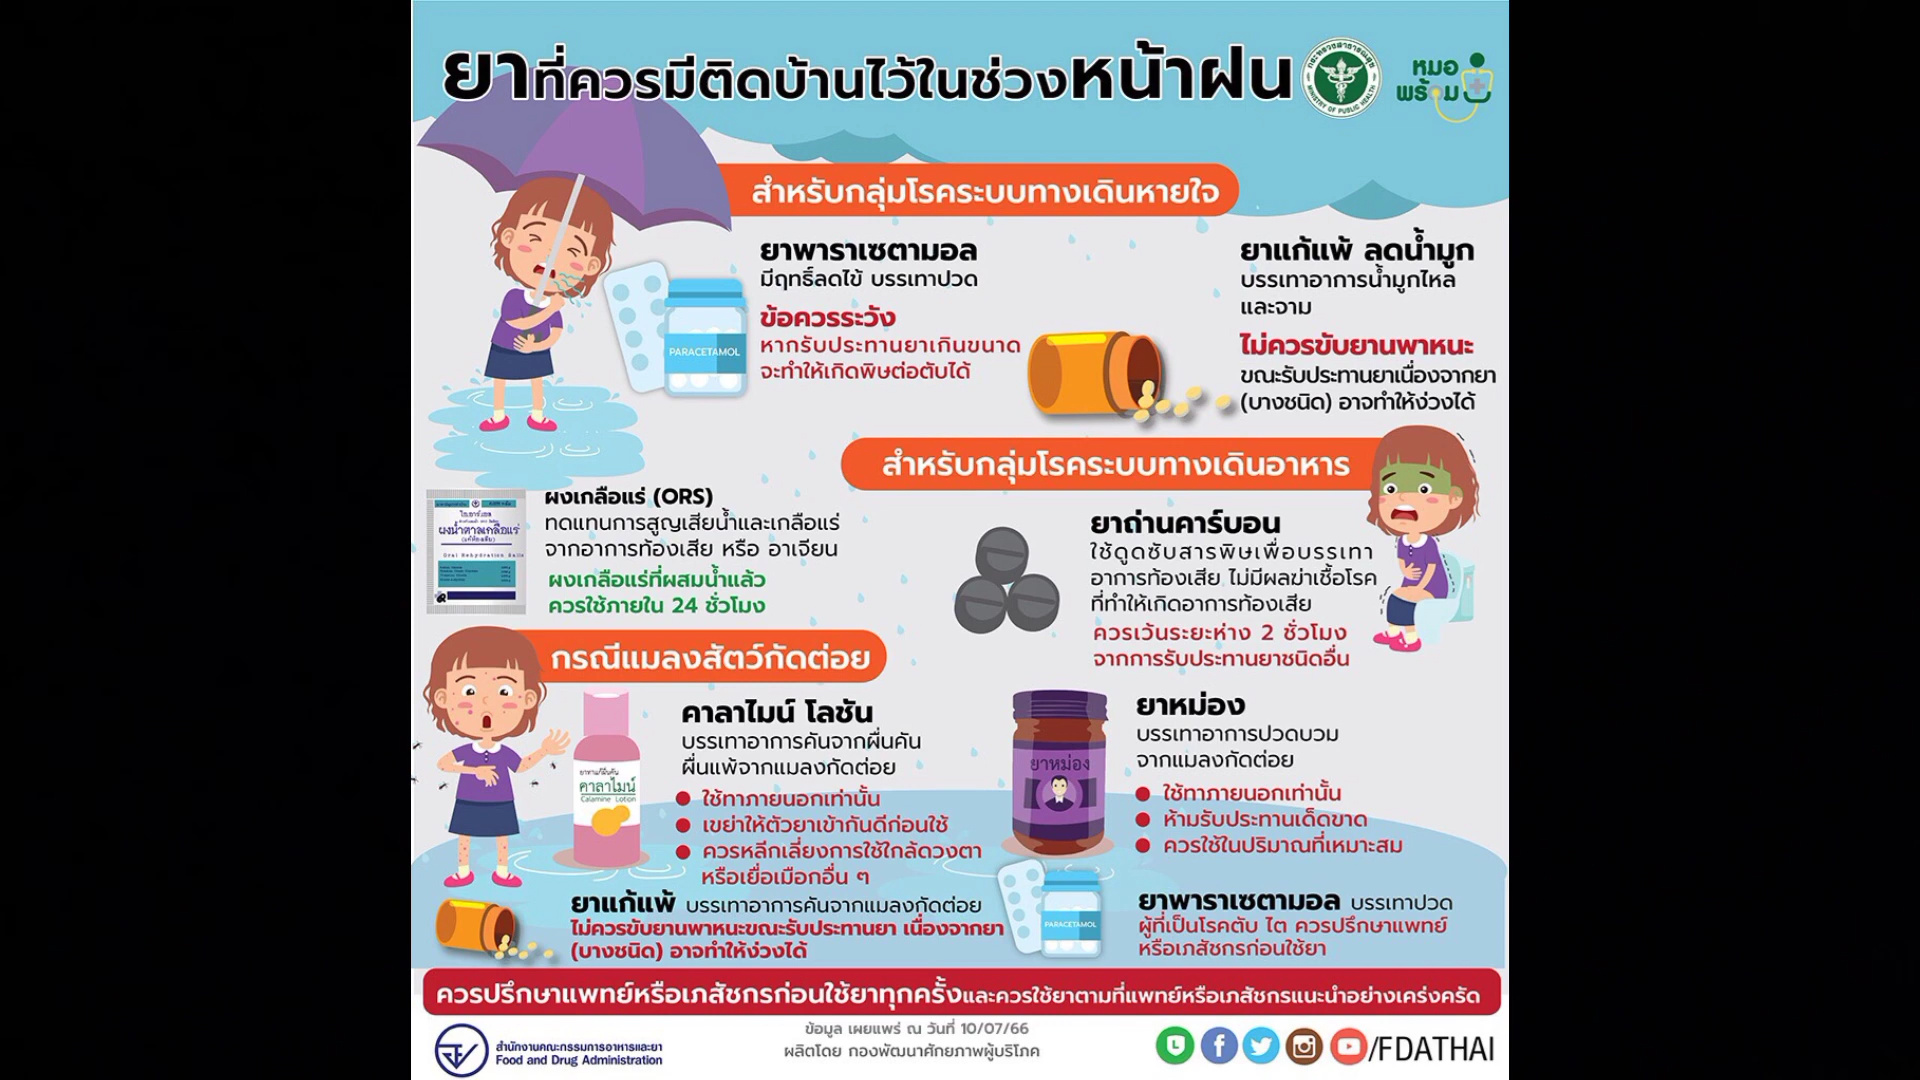 ยาที่ควรมีติดบ้านไว้ในช่วงหน้าฝน
กระทรวงสาธารณสุข
MINISTRY OF PUBLIC HEALTH
หมอ
พร้อม
สำหรับกลุ่มโรคระบบทางเดินหายใจ
ยาพาราเซตามอล
มีฤทธิ์ลดไข้ บรรเทาปวด
ข้อควรระวัง
หากรับประทานยาเกินขนาด
จะทำให้เกิดพิษต่อตับได้
PARACETAMOL
ยาแก้แพ้ ลดน้ำมูก
บรรเทาอาการน้ำมูกไหล
และจาม
ไม่ควรขับยานพาหนะ
ขณะรับประทานยาเนื่องจากยา
(บางชนิด) อาจทำให้ง่วงได้
สำหรับกลุ่มโรคระบบทางเดินอาหาร
ผงเกลือแร่ (ORS)
ทดแทนการสูญเสียน้ำและเกลือแร่
จากอาการท้องเสีย หรือ อาเจียน
ผงเกลือแร่ที่ผสมน้ำแล้ว
ควรใช้ภายใน 24 ชั่วโมง
ผงน้ำตาลเกลือแร่
Oral Rehydration Salts
ยาถ่านคาร์บอน
ใช้ดูดซับสารพิษเพื่อบรรเทา
อาการท้องเสีย ไม่มีผลฆ่าเชื้อโรค
ที่ทำให้เกิดอาการท้องเสีย
ควรเว้นระยะห่าง 2 ชั่วโมง
จากการรับประทานยาชนิดอื่น
กรณีแมลงสัตว์กัดต่อย
คาลาไมน์ โลชัน
บรรเทาอาการคันจากผื่นคัน
ผื่นแพ้จากแมลงกัดต่อย
● ใช้ทาภายนอกเท่านั้น
● เขย่าให้ตัวยาเข้ากันดีก่อนใช้
● ควรหลีกเลี่ยงการใช้ใกล้ดวงตา
หรือเยื่อเมือกอื่น ๆ
ยาทาแก้ผื่นคัน
คาลาไมน์
Calamine Lotion
ยาหม่อง
บรรเทาอาการปวดบวม
จากแมลงกัดต่อย
● ใช้ทาภายนอกเท่านั้น
● ห้ามรับประทานเด็ดขาด
● ควรใช้ในปริมาณที่เหมาะสม
ยาหม่อง
ยาแก้แพ้ บรรเทาอาการคันจากแมลงกัดต่อย
ไม่ควรขับยานพาหนะขณะรับประทานยา เนื่องจากยา
(บางชนิด) อาจทำให้ง่วงได้
PARACETAMOL
ยาพาราเซตามอล บรรเทาปวด
ผู้ที่เป็นโรคตับ ไต ควรปรึกษาแพทย์
หรือเภสัชกรก่อนใช้ยา
ควรปรึกษาแพทย์หรือเภสัชกรก่อนใช้ยาทุกครั้งและควรใช้ยาตามที่แพทย์หรือเภสัชกรแนะนำอย่างเคร่งครัด
สำนักงานคณะกรรมการอาหารและยา
Food and Drug Administration
ข้อมูล เผยแพร่ ณ วันที่ 10/07/66
ผลิตโดย กองพัฒนาศักยภาพผู้บริโภค
/FDATHAI